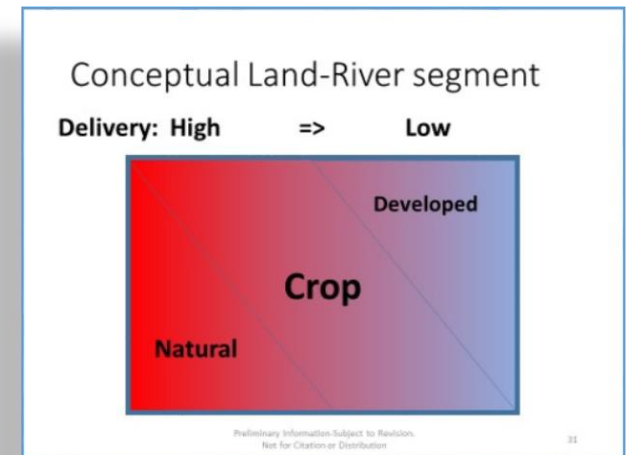 Conceptual Land-River segment
Delivery: High => Low
Developed
Crop
Natural
Preliminary Information-Subject to Revision.
Not for Citation or Distribution
31